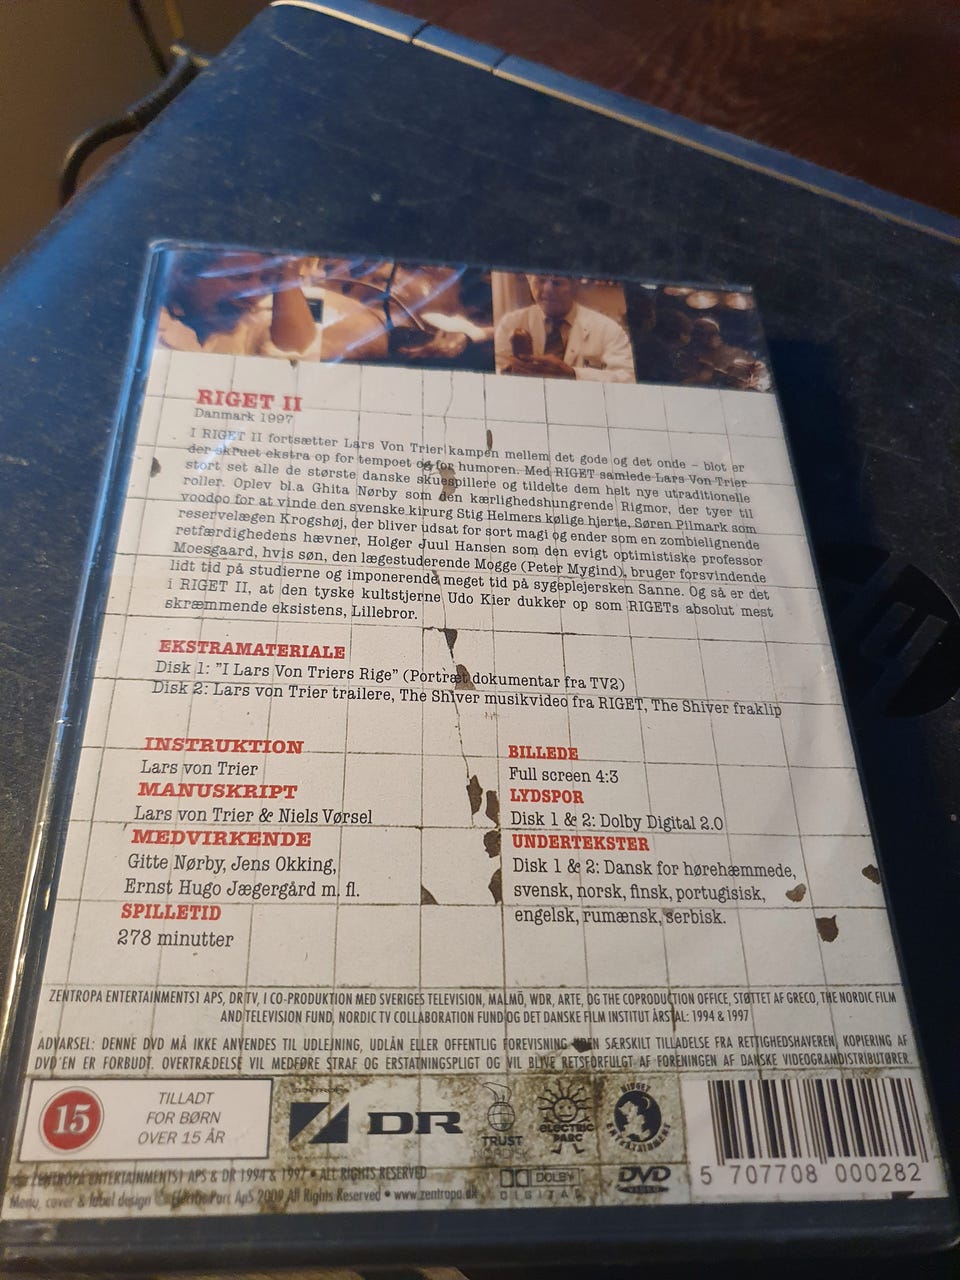 RIGET II
Danmark 1997
I RIGET II fortsætter Lars Von Trier kampen mellem det gode og det onde – blot er
der skruet ekstra op for tempoet og for humoren. Med RIGET samlede Lars Von Trier
stort set alle de største danske skuespillere og tildelte dem helt nye utraditionelle
roller. Oplev bl.a Ghita Nørby som den kærlighedshungrende Rigmor, der tyer til
voodoo for at vinde den svenske kirurg Stig Helmers kølige hjerte, Søren Pilmark som
reservelægen Krogshøj, der bliver udsat for sort magi og ender som en zombielignende
retfærdighedens hævner, Holger Juul Hansen som den evigt optimistiske professor
Moesgaard, hvis søn, den lægestuderende Mogge (Peter Mygind), bruger forsvindende
lidt tid på studierne og imponerende meget tid på sygeplejersken Sanne. Og så er det
i RIGET II, at den tyske kultstjerne Udo Kier dukker op som RIGETs absolut mest
skræmmende eksistens, Lillebror.
EKSTRAMATERIALE
Disk 1: "I Lars Von Triers Rige" (Portræt dokumentar fra TV2)
Disk 2: Lars von Trier trailere, The Shiver musikvideo fra RIGET, The Shiver fraklip
INSTRUKTION
Lars von Trier
MANUSKRIPT
Lars von Trier & Niels Vørsel
MEDVIRKENDE
Gitte Nørby, Jens Okking,
Ernst Hugo Jægergård m. fl.
SPILLETID
278 minutter
BILLEDE
Full screen 4:3
LYDSPOR
Disk 1 & 2: Dolby Digital 2.0
UNDERTEKSTER
Disk 1 & 2: Dansk for hørehæmmede,
svensk, norsk, finsk, portugisisk,
engelsk, rumænsk, serbisk.
ZENTROPA ENTERTAINMENTS1 APS, DR TV, I CO-PRODUKTION MED SVERIGES TELEVISION, MALMÖ, WDR, ARTE, OG THE COPRODUCTION OFFICE, STØTTET AF GRECO, THE NORDIC FILM
AND TELEVISION FUND, NORDIC TV COLLABORATION FUND OG DET DANSKE FILM INSTITUT ÅRSTAL: 1994 & 1997
ADVARSEL: DENNE DVD MÅ IKKE ANVENDES TIL UDLEJNING, UDLÅN ELLER OFFENTLIG FOREVISNING UDEN SÆRSKILT TILLADELSE FRA RETTIGHEDSHAVEREN, KOPIERING AF
DVD'EN ER FORBUDT. OVERTRÆDELSE VIL MEDFØRE STRAF OG ERSTATNINGSPLIGT OG VIL BLIVE RETSFORFULGT AF FORENINGEN AF DANSKE VIDEOGRAMDISTRIBUTØRER.
15
TILLADT
FOR BØRN
OVER 15 ÅR
ZENTROPA
DR
TRUST
NORDISK
ELECTRIC
PARC
DOLBY
DIGITAL
DVD
VIDEO
5 707708 000282
ZENTROPA ENTERTAINMENTS1 APS & DR 1994 & 1997 • ALL RIGHTS RESERVED
Menu, cover & label design © Electric Parc ApS 2009 All Rights Reserved • www.zentropa.dk